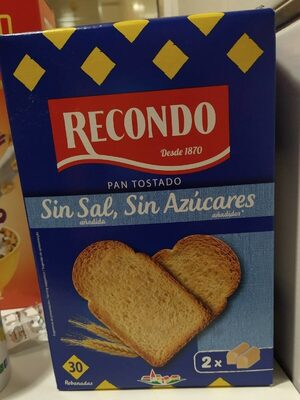 RECONDO
Desde 1870
PAN TOSTADO
Sin Sal, Sin Azúcares
añadida añadidos*
30
Rebanadas
2x